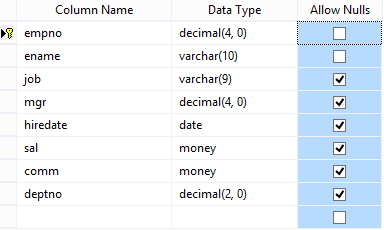 Column Name Data Type Allow Nulls
empno decimal(4, 0)
ename varchar(10)
job varchar(9)
mgr decimal(4, 0)
hiredate date
sal money
comm money
deptno decimal(2, 0)